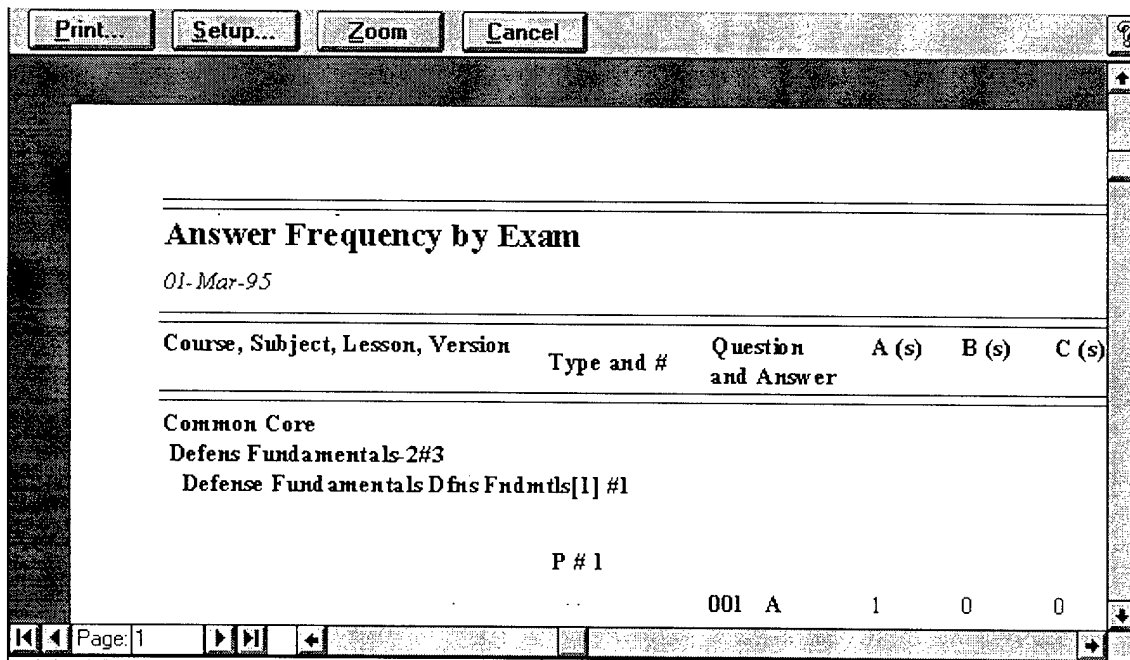 Print... Setup... Zoom Cancel
Answer Frequency by Exam
01-Mar-95
Course, Subject, Lesson, Version Type and # Question and Answer A (s) B (s) C (s)
Common Core
Defens Fundamentals-2#3
Defense Fundamentals Dfns Fndmtls[1] #1
P # 1
001 A 1 0 0
Page: 1